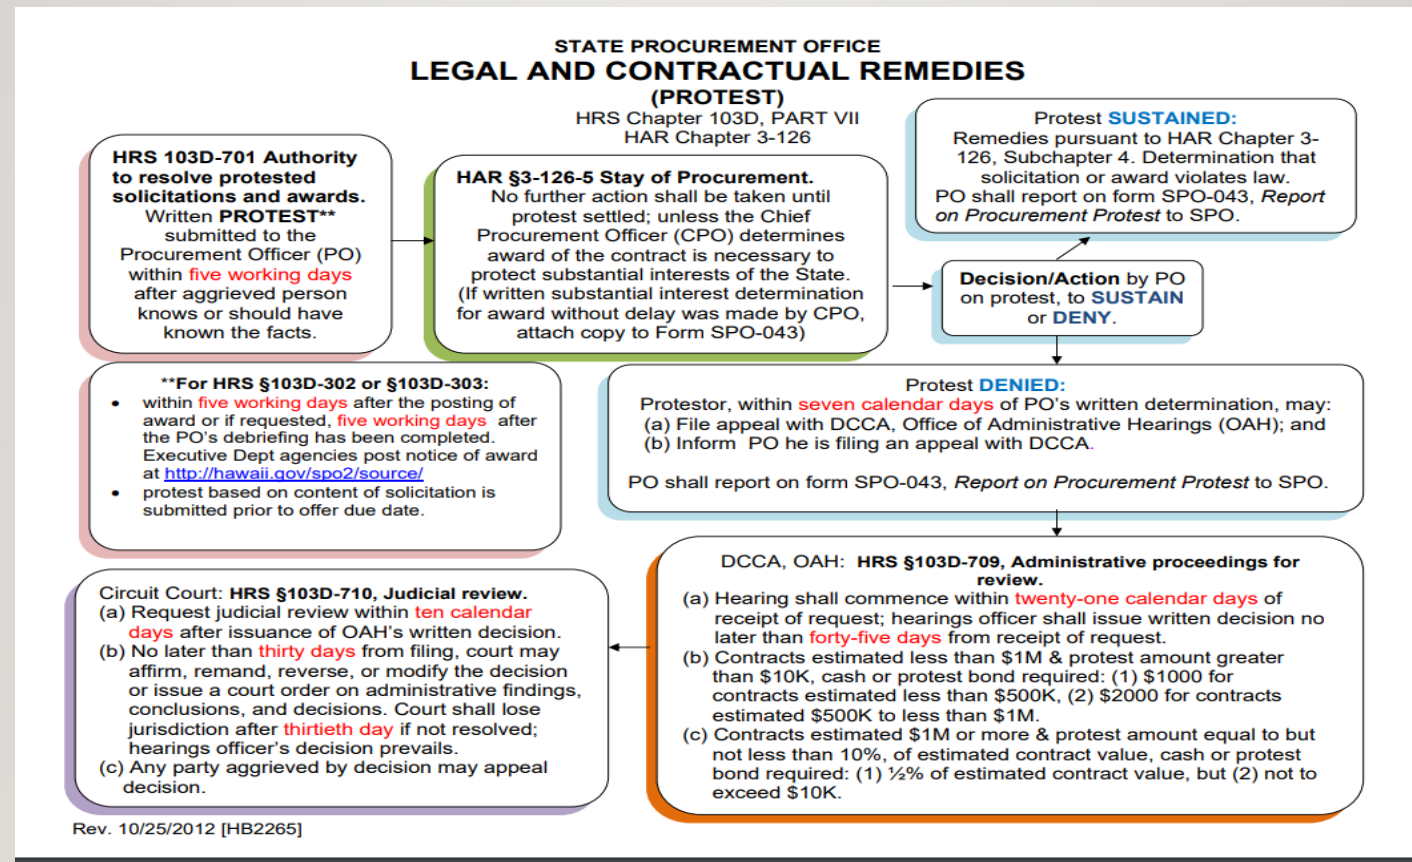 STATE PROCUREMENT OFFICE
LEGAL AND CONTRACTUAL REMEDIES
(PROTEST)
HRS Chapter 103D, PART VII
HAR Chapter 3-126
HRS 103D-701 Authority
to resolve protested
solicitations and awards.
Written PROTEST**
submitted to the
Procurement Officer (PO)
within five working days
after aggrieved person
knows or should have
known the facts.
HAR §3-126-5 Stay of Procurement.
No further action shall be taken until
protest settled; unless the Chief
Procurement Officer (CPO) determines
award of the contract is necessary to
protect substantial interests of the State.
(If written substantial interest determination
for award without delay was made by CPO,
attach copy to Form SPO-043)
Protest SUSTAINED:
Remedies pursuant to HAR Chapter 3-
126, Subchapter 4. Determination that
solicitation or award violates law.
PO shall report on form SPO-043, Report
on Procurement Protest to SPO.
Decision/Action by PO
on protest, to SUSTAIN
or DENY.
**For HRS §103D-302 or §103D-303:
• within five working days after the posting of
award or if requested, five working days after
the PO's debriefing has been completed.
Executive Dept agencies post notice of award
at http://hawaii.gov/spo2/source/
• protest based on content of solicitation is
submitted prior to offer due date.
Protest DENIED:
Protestor, within seven calendar days of PO's written determination, may:
(a) File appeal with DCCA, Office of Administrative Hearings (OAH); and
(b) Inform PO he is filing an appeal with DCCA.
PO shall report on form SPO-043, Report on Procurement Protest to SPO.
DCCA, OAH: HRS §103D-709, Administrative proceedings for
review.
(a) Hearing shall commence within twenty-one calendar days of
receipt of request; hearings officer shall issue written decision no
later than forty-five days from receipt of request.
(b) Contracts estimated less than $1M & protest amount greater
than $10K, cash or protest bond required: (1) $1000 for
contracts estimated less than $500K, (2) $2000 for contracts
estimated $500K to less than $1M.
(c) Contracts estimated $1M or more & protest amount equal to but
not less than 10%, of estimated contract value, cash or protest
bond required: (1) ½% of estimated contract value, but (2) not to
exceed $10K.
Circuit Court: HRS §103D-710, Judicial review.
(a) Request judicial review within ten calendar
days after issuance of OAH's written decision.
(b) No later than thirty days from filing, court may
affirm, remand, reverse, or modify the decision
or issue a court order on administrative findings,
conclusions, and decisions. Court shall lose
jurisdiction after thirtieth day if not resolved;
hearings officer's decision prevails.
(c) Any party aggrieved by decision may appeal
decision.
Rev. 10/25/2012 [HB2265]